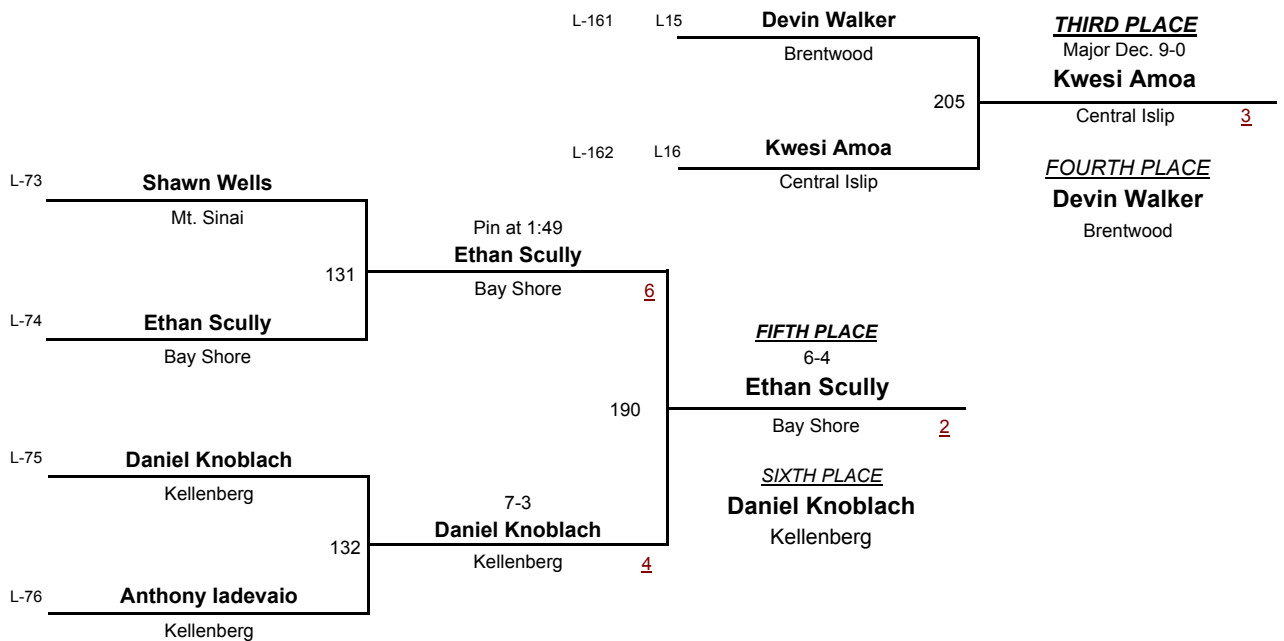 L-161 L15 Devin Walker
Brentwood
205
L-162 L16 Kwesi Amoa
Central Islip
THIRD PLACE
Major Dec. 9-0
Kwesi Amoa
Central Islip 3
FOURTH PLACE
Devin Walker
Brentwood
L-73 Shawn Wells
Mt. Sinai
131
L-74 Ethan Scully
Bay Shore
Pin at 1:49
Ethan Scully
Bay Shore 6
190
L-75 Daniel Knoblach
Kellenberg
132
L-76 Anthony Iadevaio
Kellenberg
7-3
Daniel Knoblach
Kellenberg 4
FIFTH PLACE
6-4
Ethan Scully
Bay Shore 2
SIXTH PLACE
Daniel Knoblach
Kellenberg